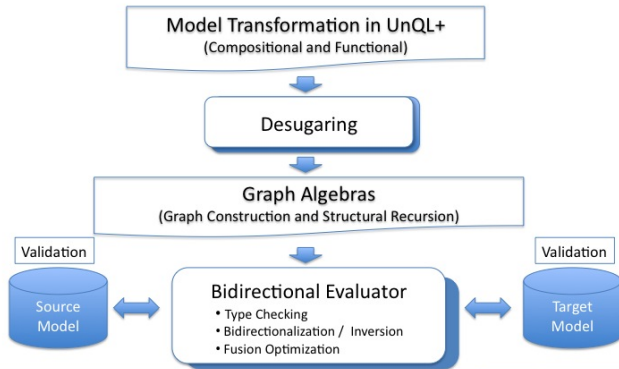 Model Transformation in UnQL+
(Compositional and Functional)
Desugaring
Graph Algebras
(Graph Construction and Structural Recursion)
Validation
Validation
Source
Model
Bidirectional Evaluator
• Type Checking
• Bidirectionalization / Inversion
• Fusion Optimization
Target
Model